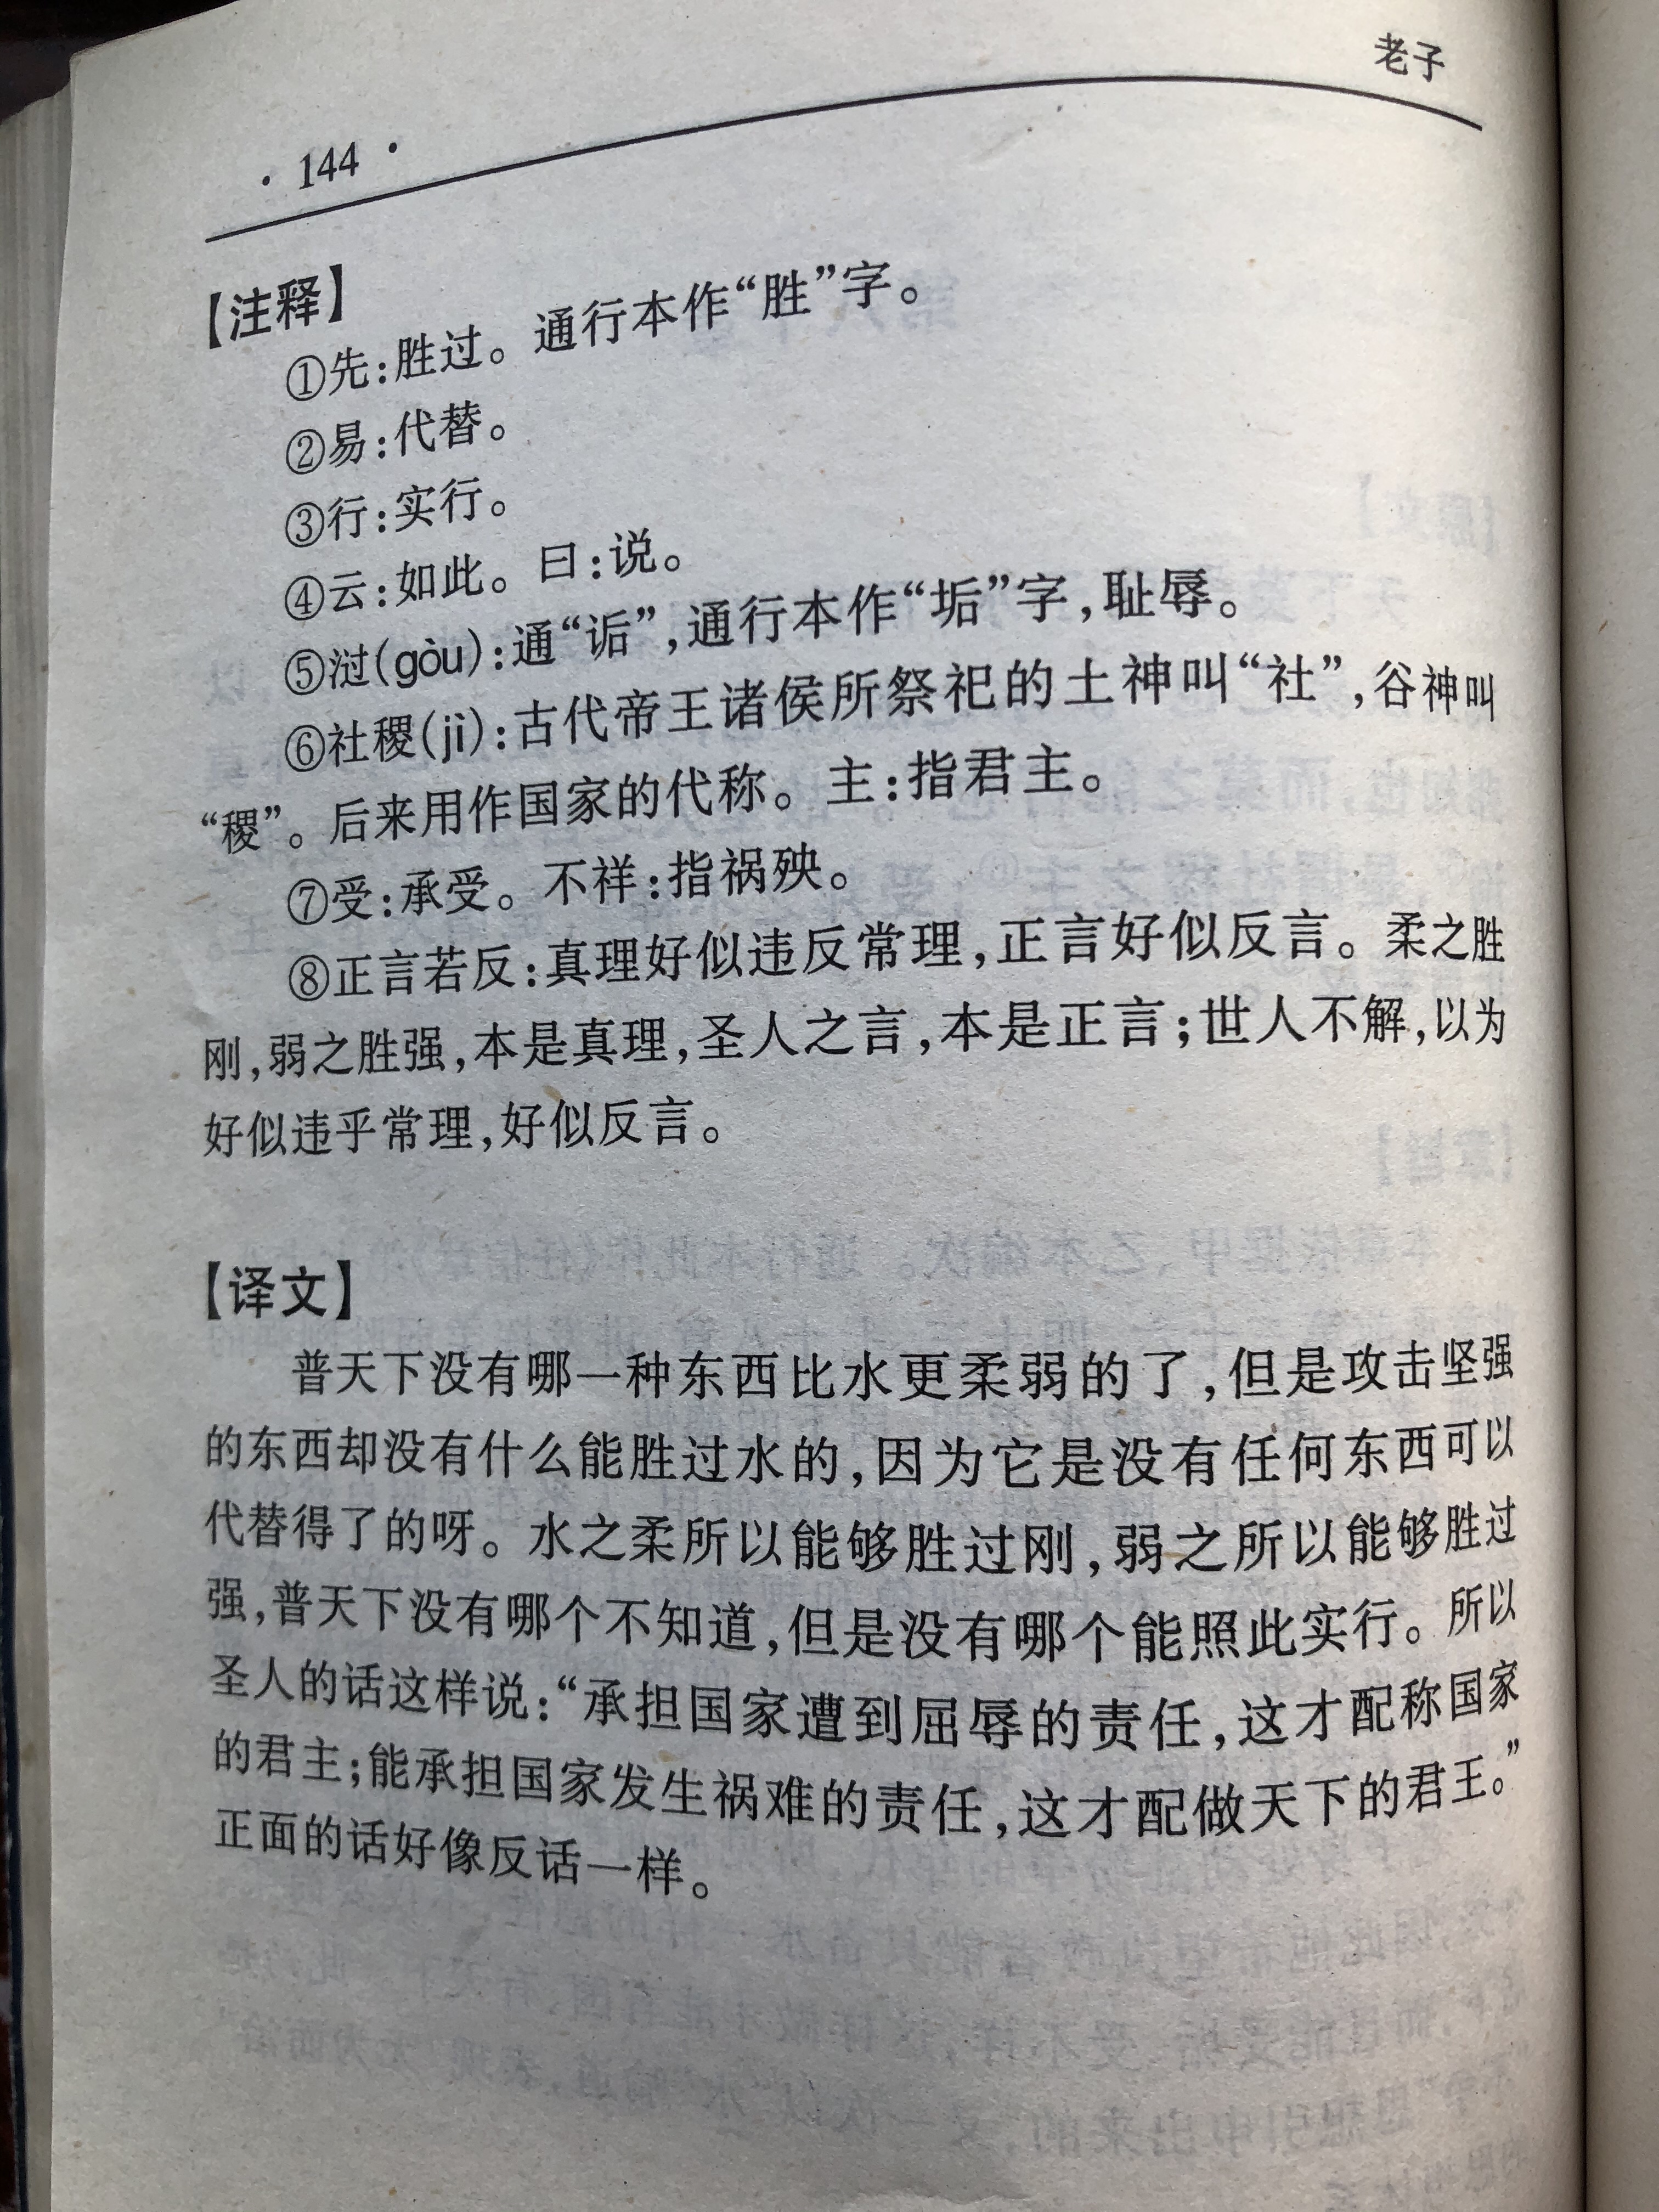 老子
· 144 ·
【注释】
①先:胜过。通行本作“胜”字。
②易:代替。
③行:实行。
④云:如此。曰:说。
⑤㳡(gòu):通“诟”,通行本作“垢”字,耻辱。
⑥社稷(jì):古代帝王诸侯所祭祀的土神叫“社”,谷神叫
“稷”。后来用作国家的代称。主:指君主。
⑦受:承受。不祥:指祸殃。
⑧正言若反:真理好似违反常理,正言好似反言。柔之胜
刚,弱之胜强,本是真理,圣人之言,本是正言;世人不解,以为
好似违乎常理,好似反言。
【译文】
普天下没有哪一种东西比水更柔弱的了,但是攻击坚强
的东西却没有什么能胜过水的,因为它是没有任何东西可以
代替得了的呀。水之柔所以能够胜过刚,弱之所以能够胜过
强,普天下没有哪个不知道,但是没有哪个能照此实行。所以
圣人的话这样说:“承担国家遭到屈辱的责任,这才配称国家
的君主;能承担国家发生祸难的责任,这才配做天下的君王。”
正面的话好像反话一样。